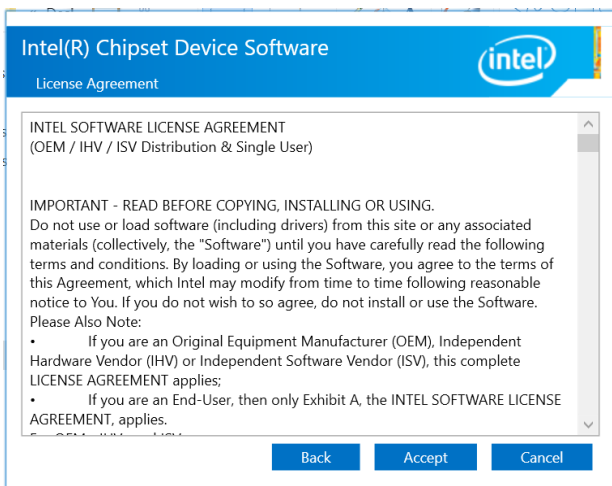 Intel(R) Chipset Device Software
intel
License Agreement
INTEL SOFTWARE LICENSE AGREEMENT
(OEM / IHV / ISV Distribution & Single User)
IMPORTANT - READ BEFORE COPYING, INSTALLING OR USING.
Do not use or load software (including drivers) from this site or any associated
materials (collectively, the "Software") until you have carefully read the following
terms and conditions. By loading or using the Software, you agree to the terms of
this Agreement, which Intel may modify from time to time following reasonable
notice to You. If you do not wish to so agree, do not install or use the Software.
Please Also Note:
• If you are an Original Equipment Manufacturer (OEM), Independent
Hardware Vendor (IHV) or Independent Software Vendor (ISV), this complete
LICENSE AGREEMENT applies;
• If you are an End-User, then only Exhibit A, the INTEL SOFTWARE LICENSE
AGREEMENT, applies.
Back Accept Cancel